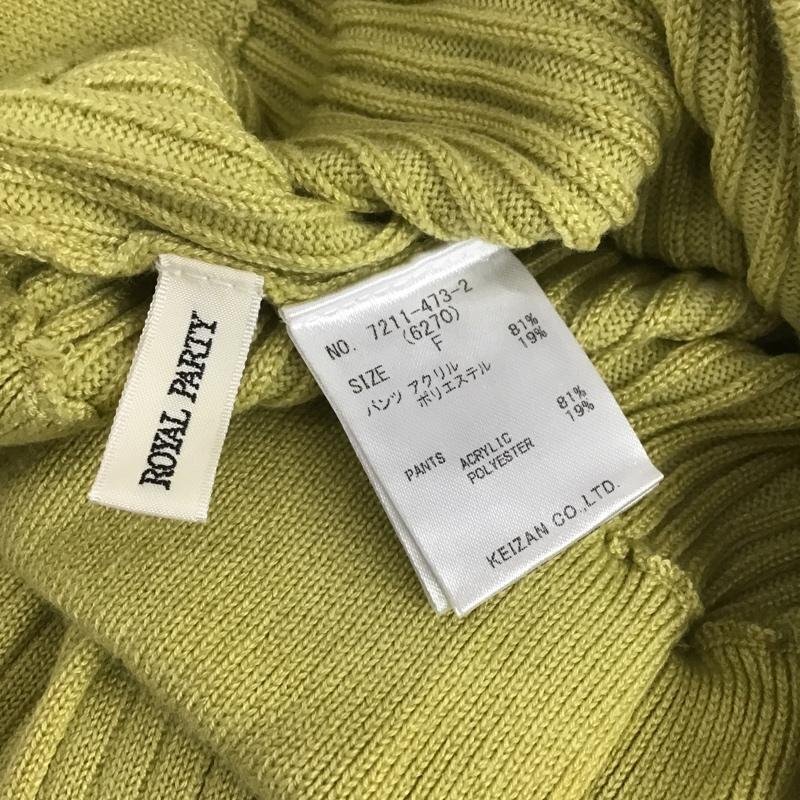 ROYAL PARTY
NO. 7211-473-2
(6270)
SIZE F
パンツ アクリル 81%
ポリエステル 19%
PANTS ACRYLIC 81%
POLYESTER 19%
KEIZAN CO.,LTD.